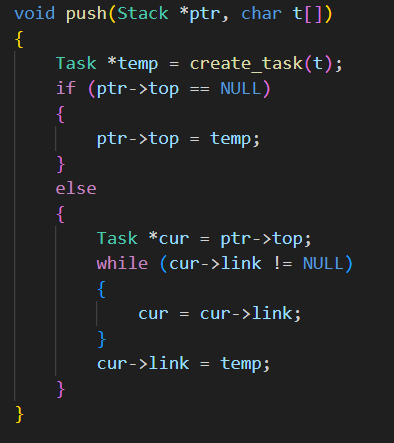 void push(Stack *ptr, char t[])
{
    Task *temp = create_task(t);
    if (ptr->top == NULL)
    {
        ptr->top = temp;
    }
    else
    {
        Task *cur = ptr->top;
        while (cur->link != NULL)
        {
            cur = cur->link;
        }
        cur->link = temp;
    }
}